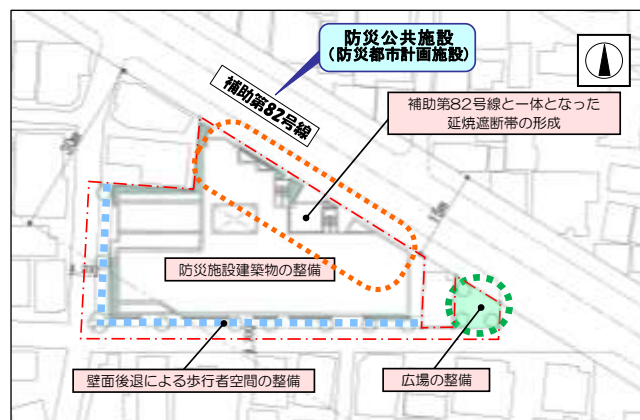 防災公共施設
(防災都市計画施設)
補助第82号線
補助第82号線と一体となった
延焼遮断帯の形成
防災施設建築物の整備
壁面後退による歩行者空間の整備
広場の整備